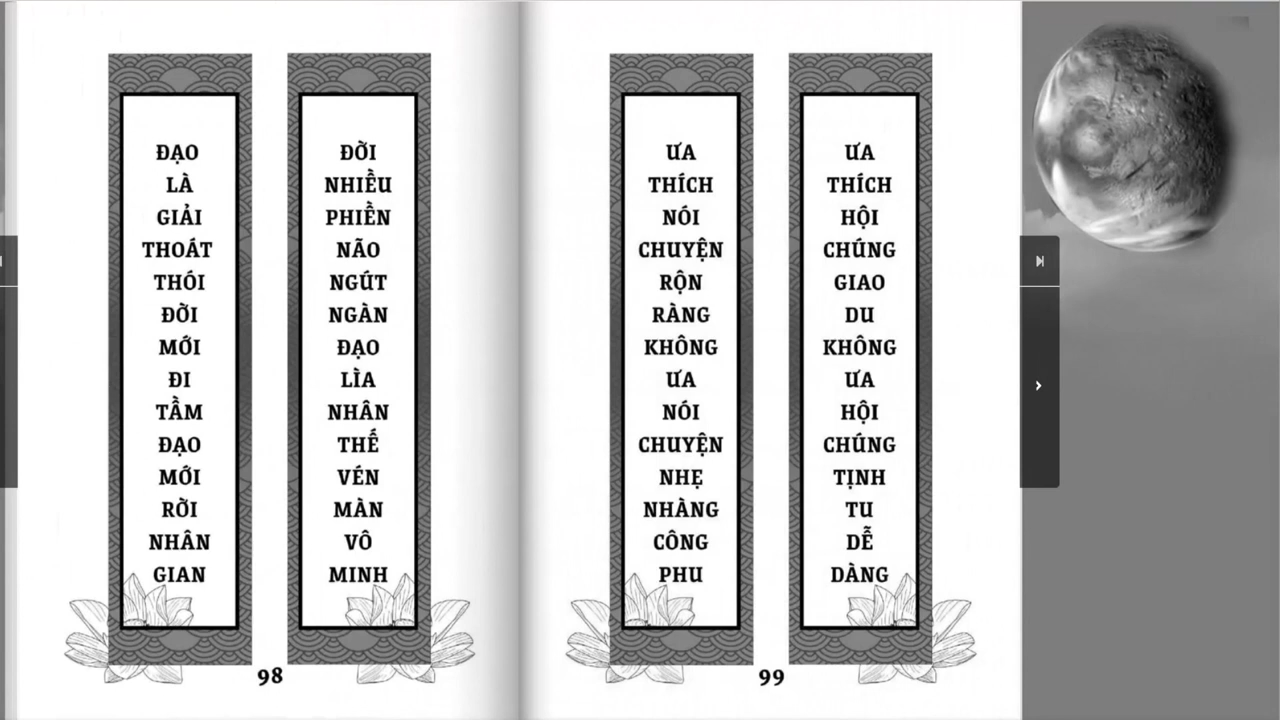 ĐẠO
LÀ
GIẢI
THOÁT
THÓI
ĐỜI
MỚI
ĐI
TẦM
ĐẠO
MỚI
RỜI
NHÂN
GIAN
ĐỜI
NHIỀU
PHIỀN
NÃO
NGÚT
NGÀN
ĐẠO
LÌA
NHÂN
THẾ
VÉN
MÀN
VÔ
MINH
98
ƯA
THÍCH
NÓI
CHUYỆN
RỘN
RÀNG
KHÔNG
ƯA
NÓI
CHUYỆN
NHẸ
NHÀNG
CÔNG
PHU
ƯA
THÍCH
HỘI
CHÚNG
GIAO
DU
KHÔNG
ƯA
HỘI
CHÚNG
TỊNH
TU
DỄ
DÀNG
99